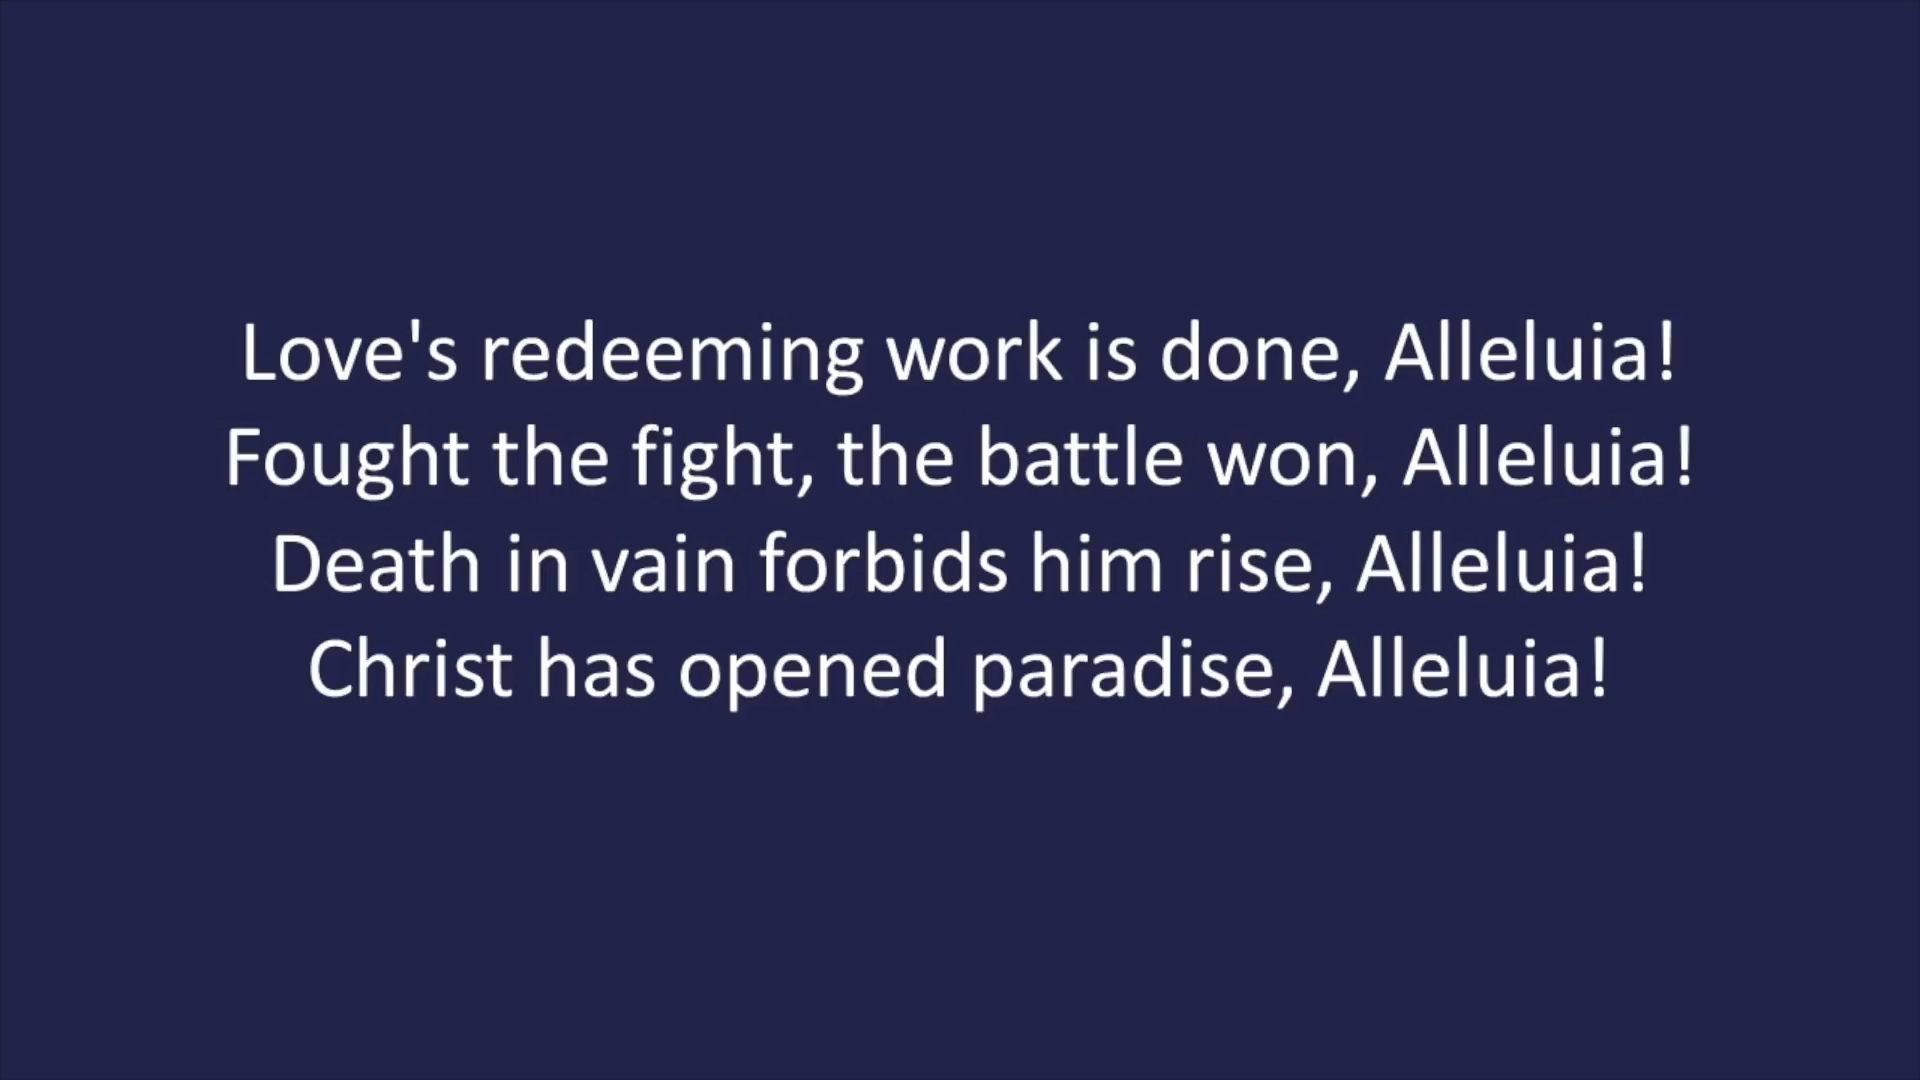 Love's redeeming work is done, Alleluia!
Fought the fight, the battle won, Alleluia!
Death in vain forbids him rise, Alleluia!
Christ has opened paradise, Alleluia!